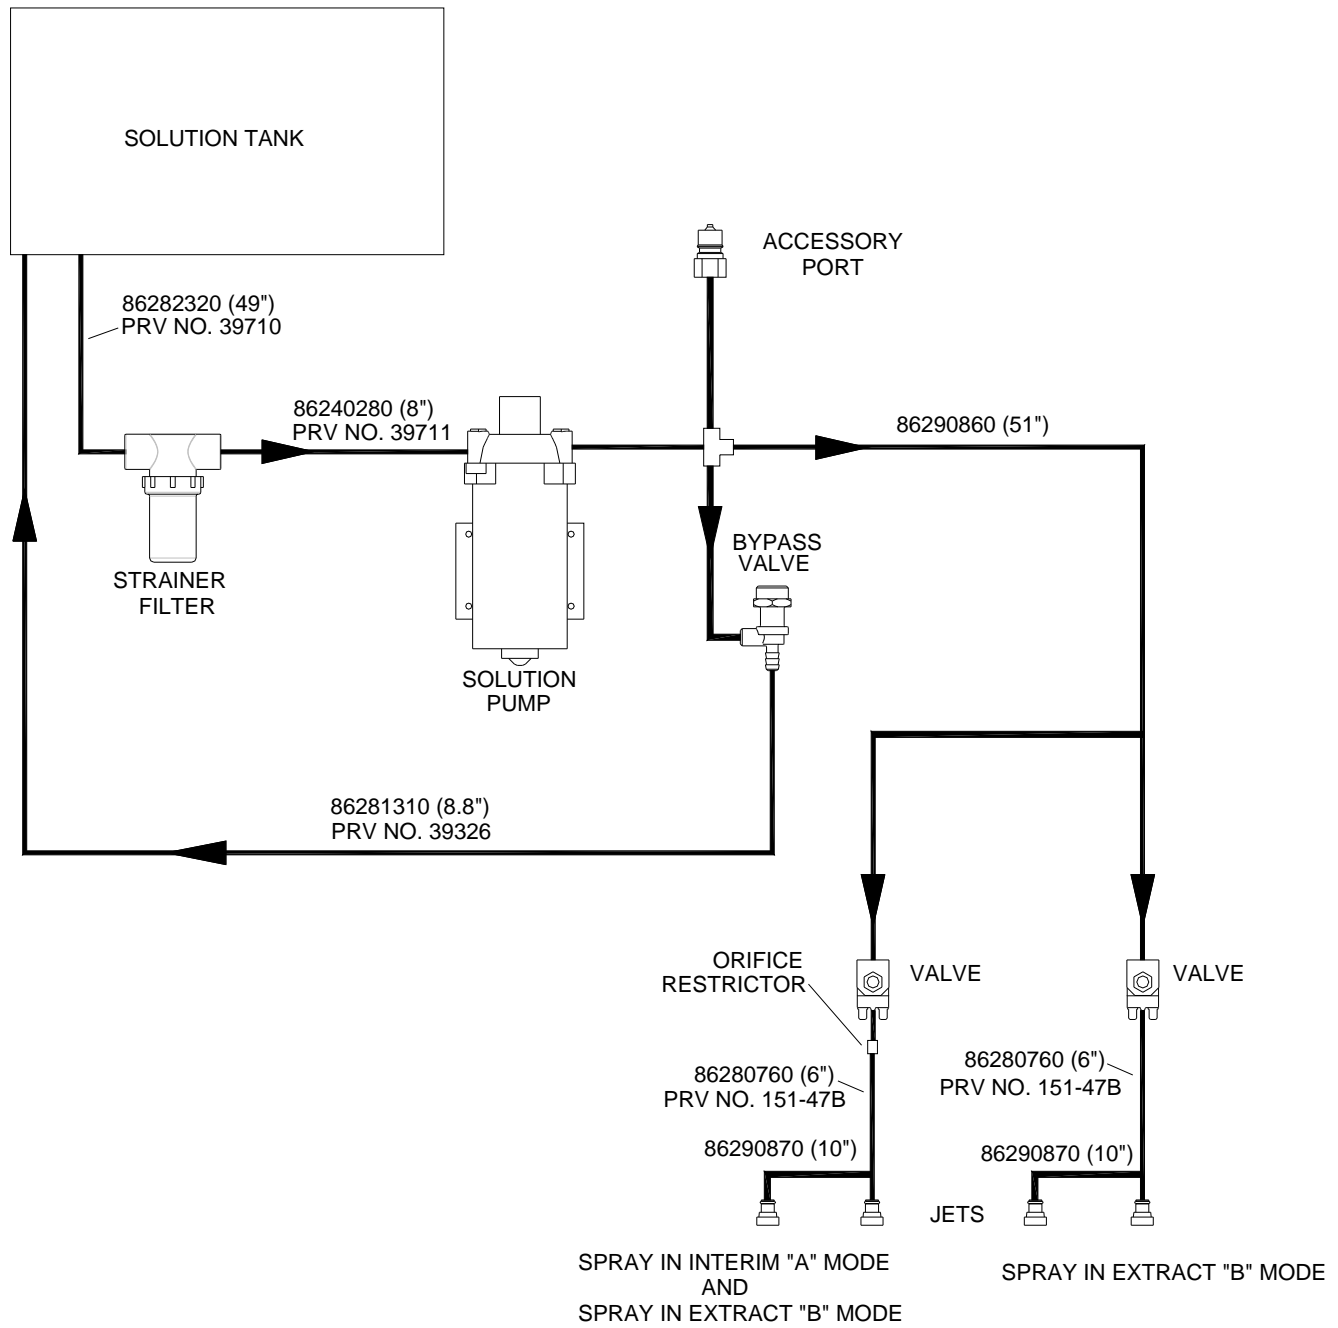 SOLUTION TANK
ACCESSORY
PORT
86282320 (49")
PRV NO. 39710
86240280 (8")
PRV NO. 39711
86290860 (51")
BYPASS
VALVE
STRAINER
FILTER
SOLUTION
PUMP
86281310 (8.8")
PRV NO. 39326
ORIFICE
RESTRICTOR
VALVE
VALVE
86280760 (6")
PRV NO. 151-47B
86280760 (6")
PRV NO. 151-47B
86290870 (10")
86290870 (10")
JETS
SPRAY IN INTERIM "A" MODE
AND
SPRAY IN EXTRACT "B" MODE
SPRAY IN EXTRACT "B" MODE